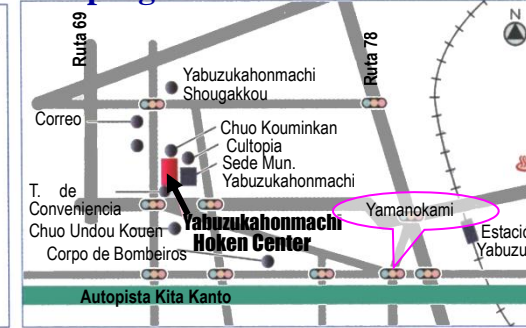 Ruta 69
Ruta 78
N
Yabuzukahonmachi
Shougakkou
Correo
Chuo Kouminkan
Cultopia
Sede Mun.
Yabuzukahonmachi
T. de
Conveniencia
Yamanokami
Yabuzukahonmachi
Hoken Center
Chuo Undou Kouen
Corpo de Bombeiros
Autopista Kita Kanto